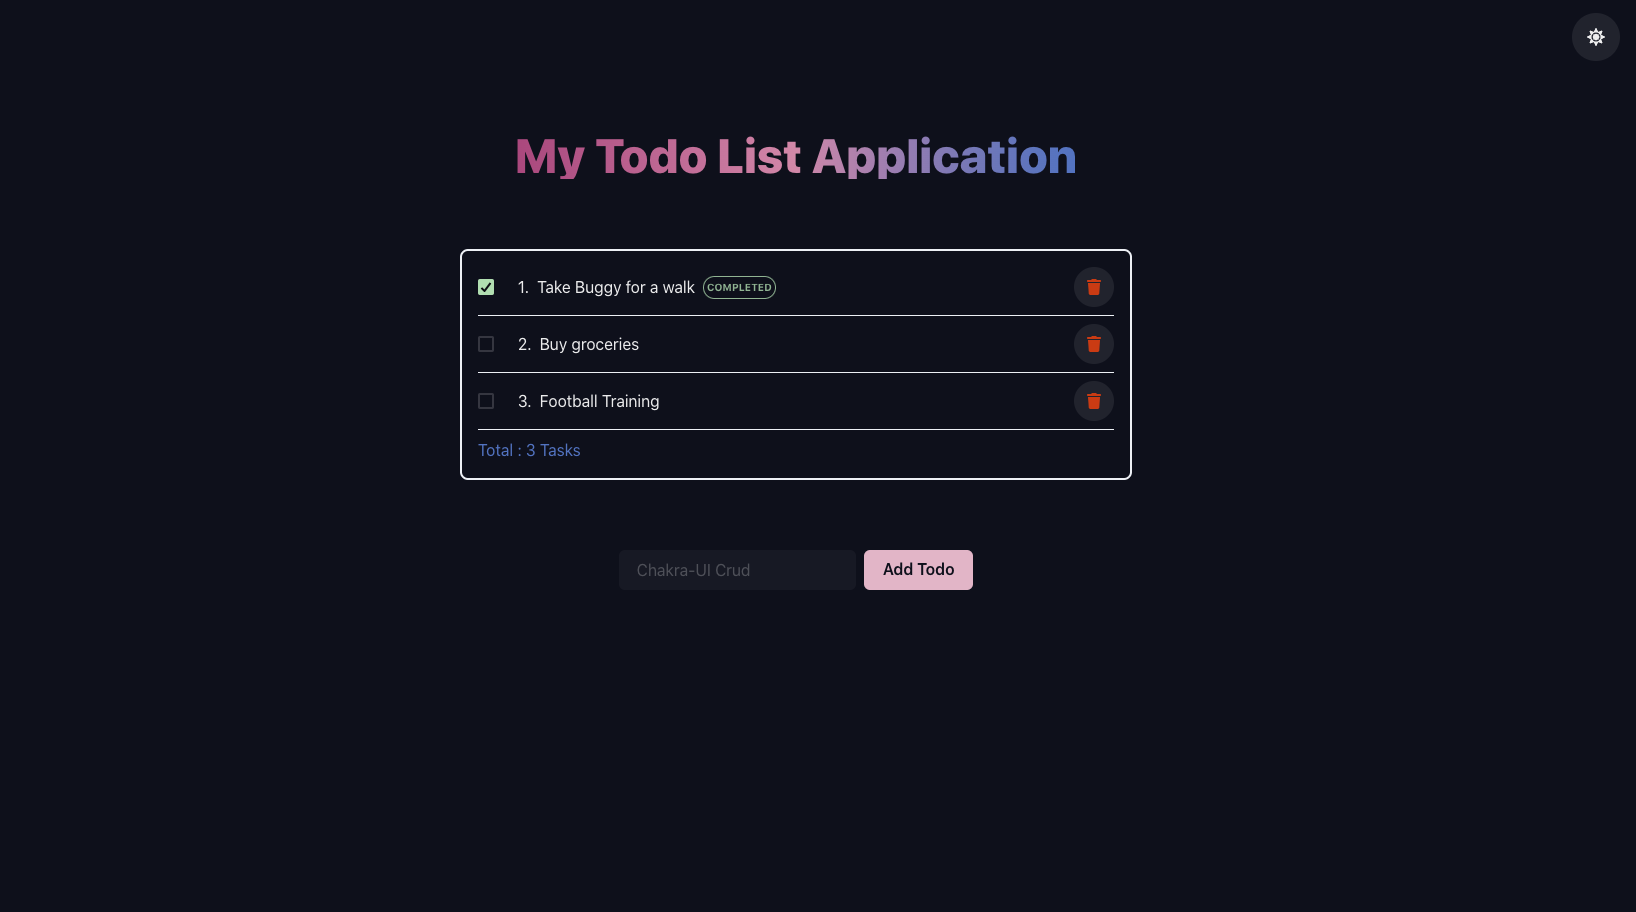 My Todo List Application
1. Take Buggy for a walk COMPLETED
2. Buy groceries
3. Football Training
Total : 3 Tasks
Chakra-UI Crud Add Todo